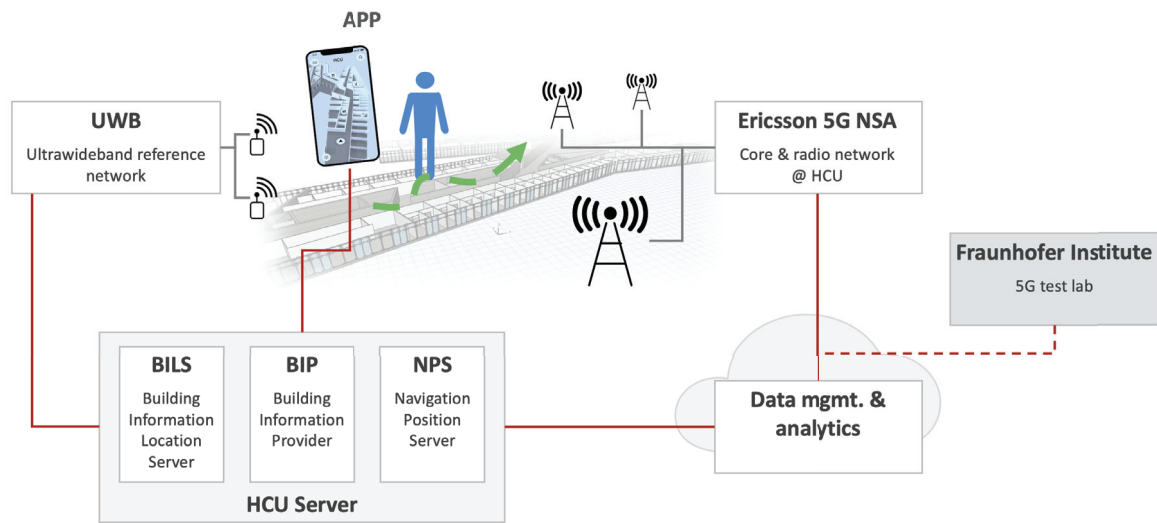 APP
HCU
UWB
Ultrawideband reference
network
Ericsson 5G NSA
Core & radio network
@ HCU
Fraunhofer Institute
5G test lab
BILS
Building
Information
Location
Server
BIP
Building
Information
Provider
NPS
Navigation
Position
Server
HCU Server
Data mgmt. &
analytics